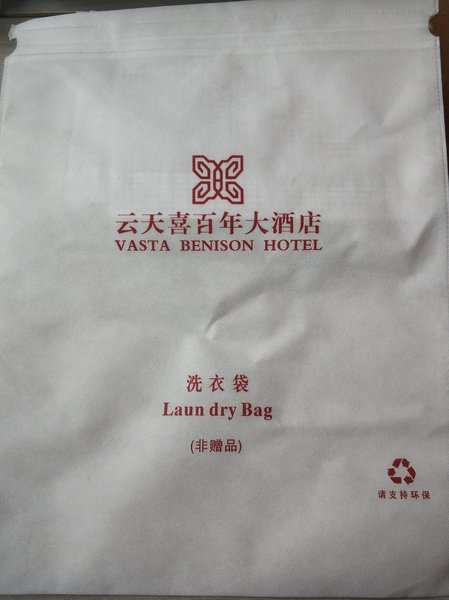 云天喜百年大酒店
VASTA BENISON HOTEL
洗衣袋
Laun dry Bag
(非赠品)
请支持环保